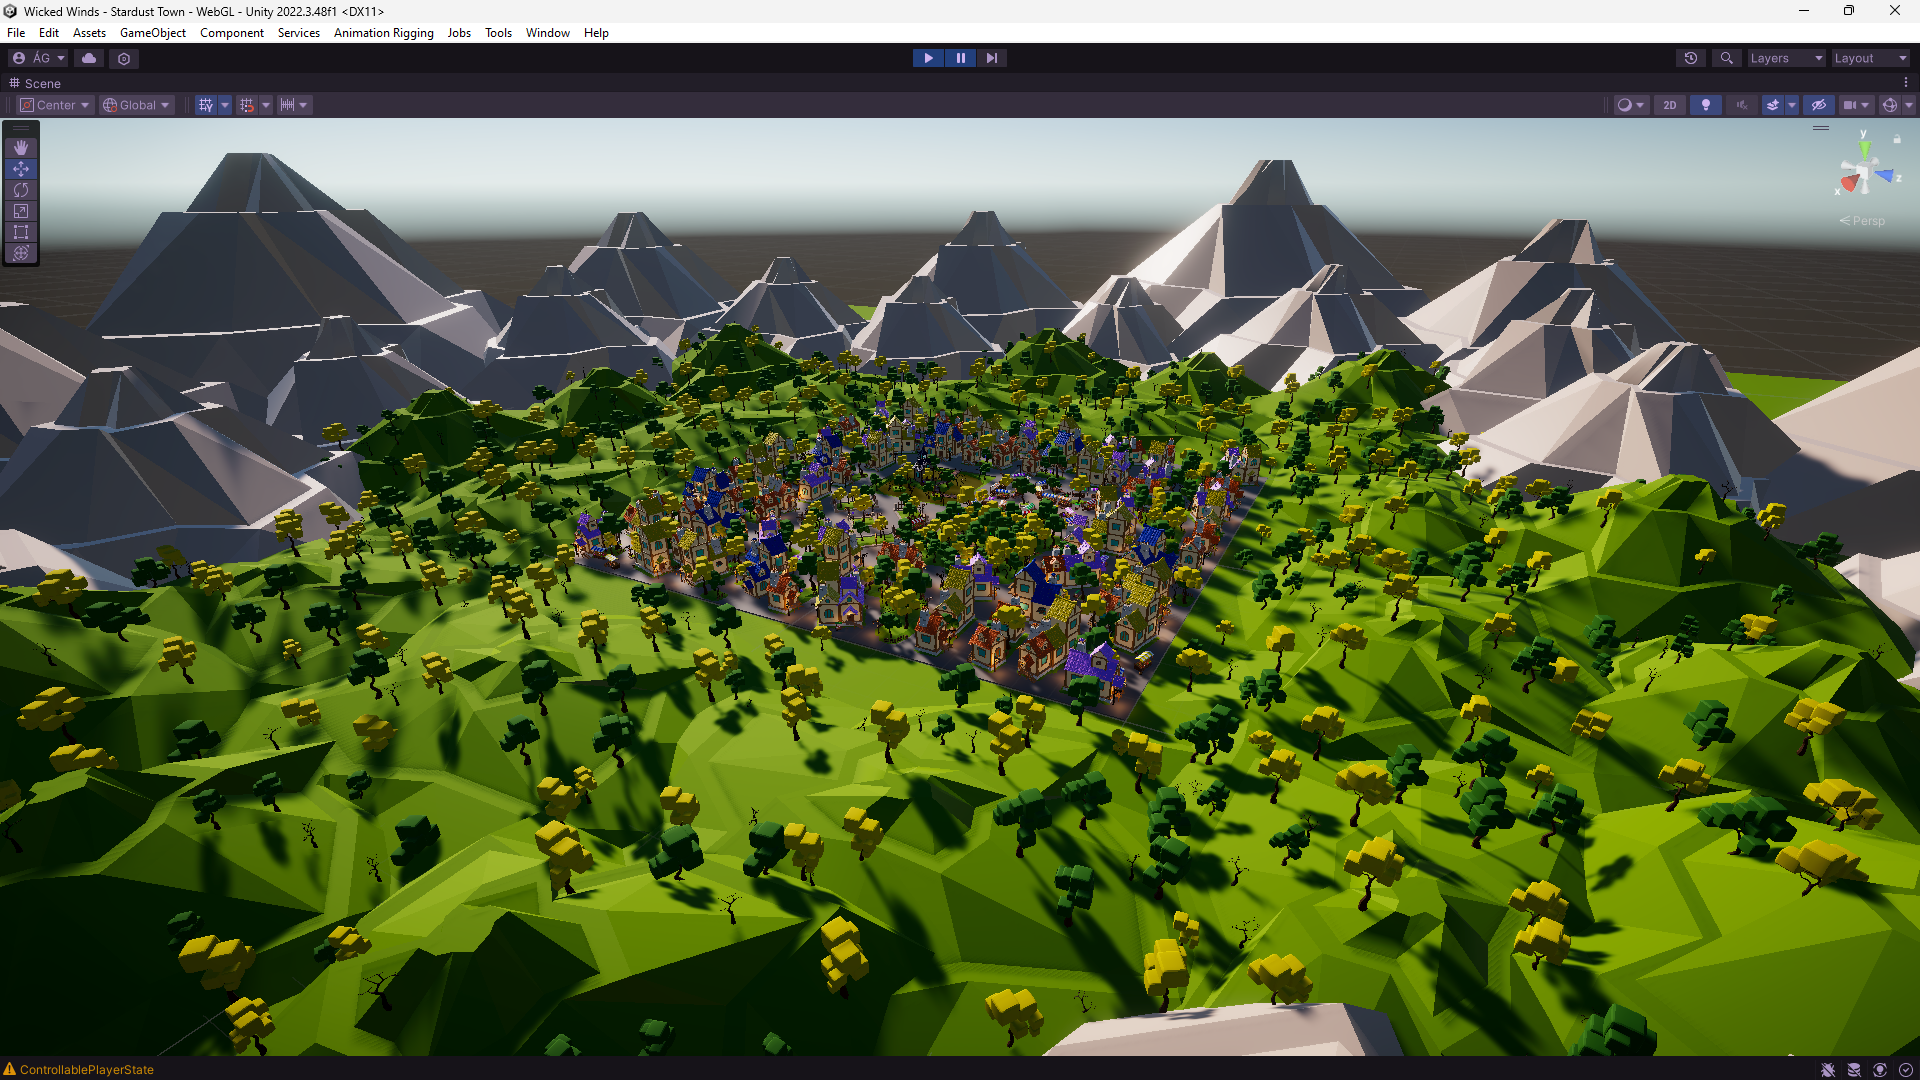 Wicked Winds - Stardust Town - WebGL - Unity 2022.3.48f1 <DX11>
File Edit Assets GameObject Component Services Animation Rigging Jobs Tools Window Help
ÁG Layers Layout
Scene
Center Global 2D
y
x z
Persp
ControllablePlayerState